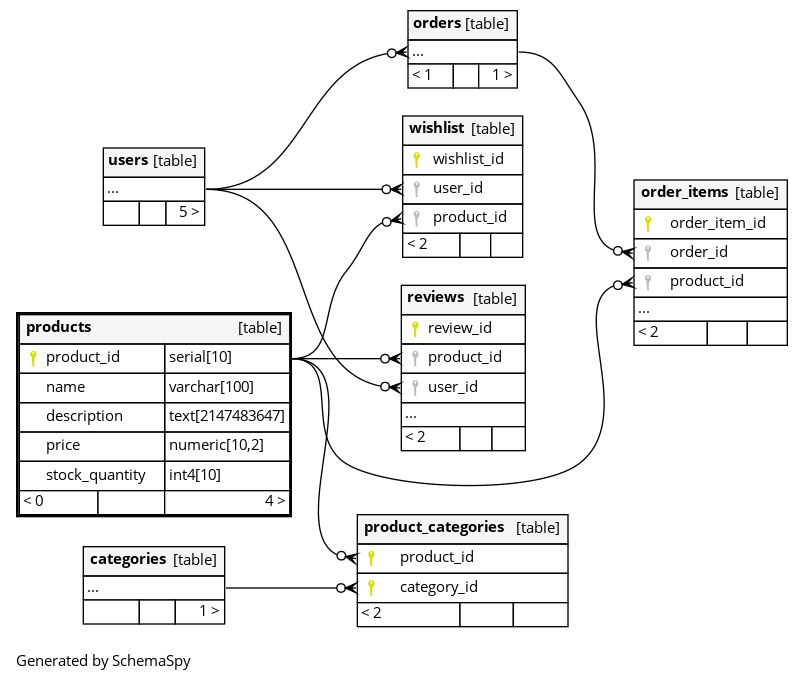 orders [table]
...
< 1 1 >
wishlist [table]
wishlist_id
user_id
product_id
< 2
users [table]
...
5 >
order_items [table]
order_item_id
order_id
product_id
...
< 2
reviews [table]
review_id
product_id
user_id
...
< 2
products [table]
product_id serial[10]
name varchar[100]
description text[2147483647]
price numeric[10,2]
stock_quantity int4[10]
< 0 4 >
product_categories [table]
product_id
category_id
< 2
categories [table]
...
1 >
Generated by SchemaSpy